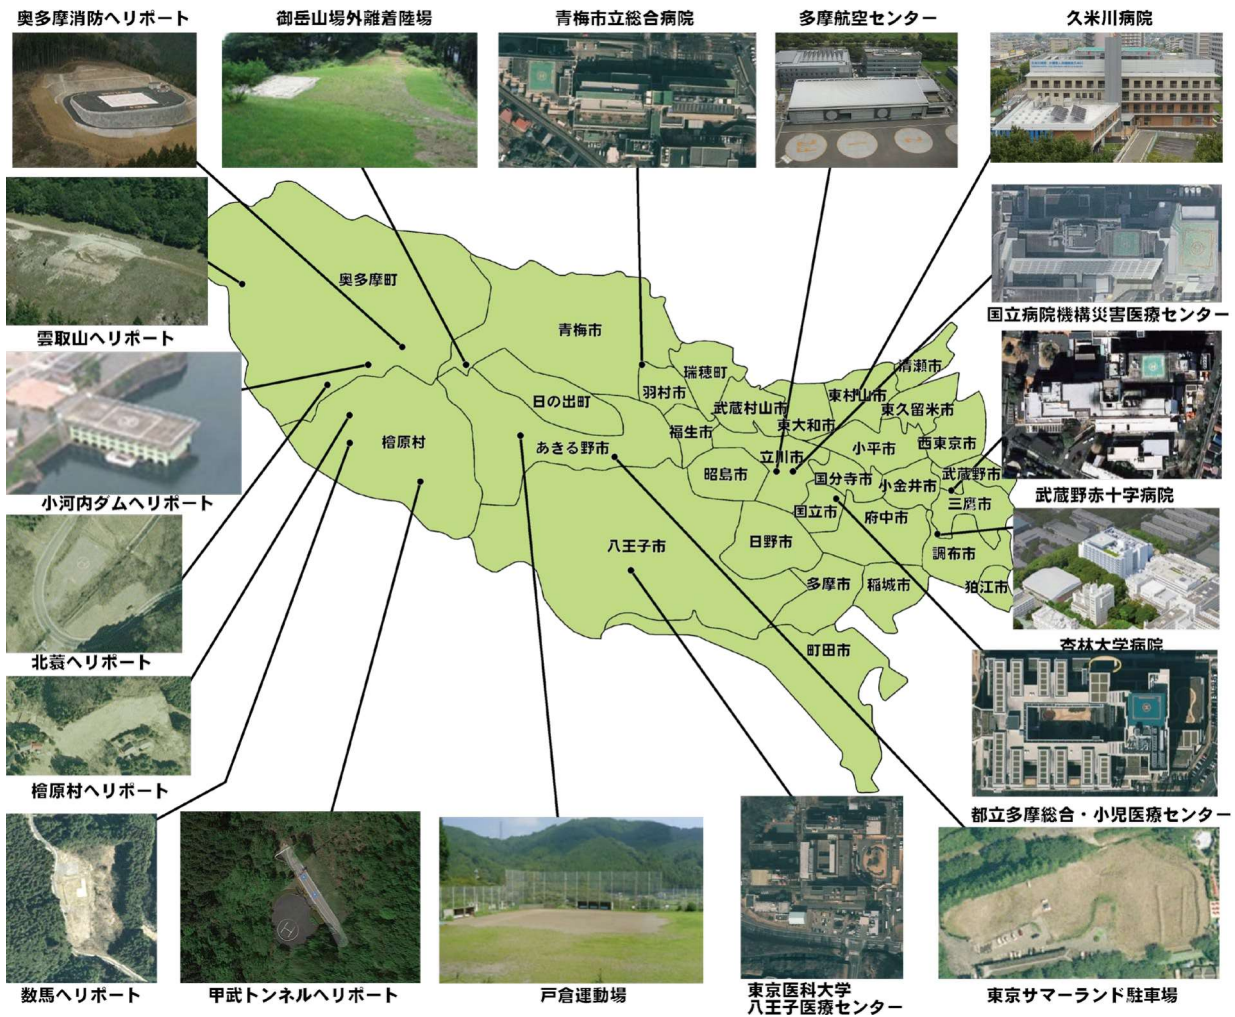 奥多摩消防ヘリポート
御岳山場外離着陸場
青梅市立総合病院
多摩航空センター
久米川病院
雲取山ヘリポート
国立病院機構災害医療センター
小河内ダムヘリポート
武蔵野赤十字病院
北蓑ヘリポート
杏林大学病院
檜原村ヘリポート
都立多摩総合・小児医療センター
数馬ヘリポート
甲武トンネルヘリポート
戸倉運動場
東京医科大学
八王子医療センター
東京サマーランド駐車場
奥多摩町
青梅市
瑞穂町
清瀬市
羽村市
日の出町
武蔵村山市
東村山市
東久留米市
東大和市
福生市
檜原村
あきる野市
小平市
西東京市
立川市
昭島市
国分寺市
小金井市
武蔵野市
三鷹市
国立市
府中市
八王子市
日野市
調布市
多摩市
稲城市
狛江市
町田市